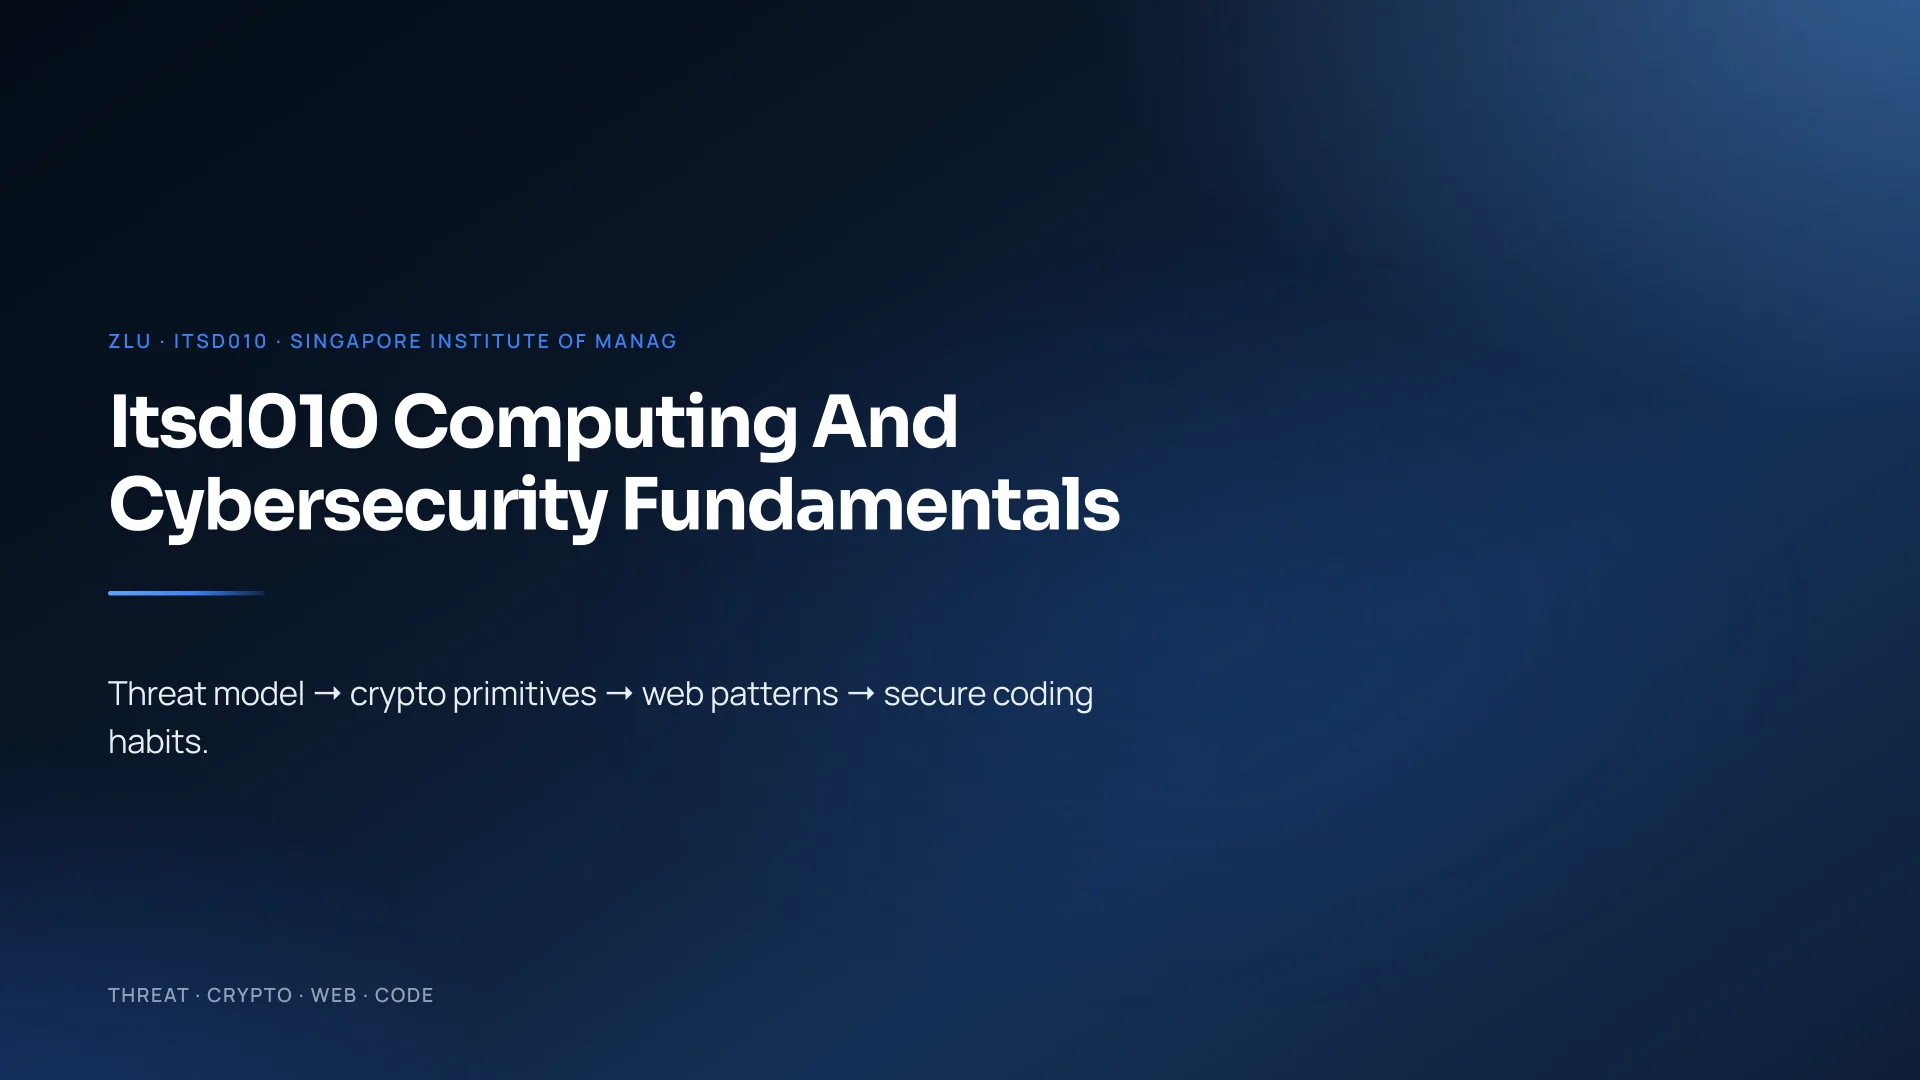 ZLU · ITSD010 · SINGAPORE INSTITUTE OF MANAG
Itsd010 Computing And
Cybersecurity Fundamentals
Threat model → crypto primitives → web patterns → secure coding
habits.
THREAT · CRYPTO · WEB · CODE